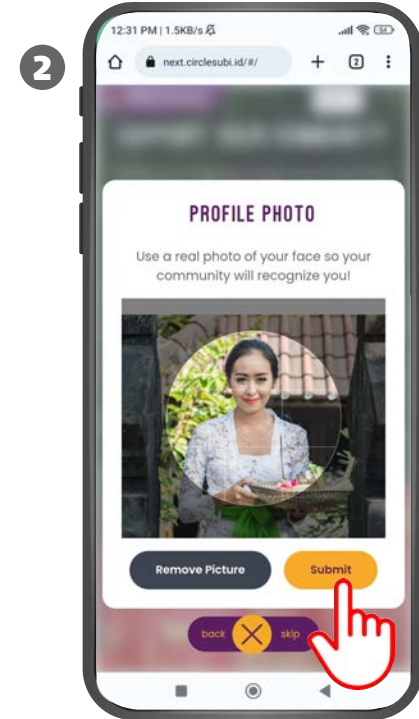 2
12:31 PM | 1.5KB/s
54
next.circlesubi.id/#/
2
PROFILE PHOTO
Use a real photo of your face so your
community will recognize you!
Remove Picture
Submit
back
skip